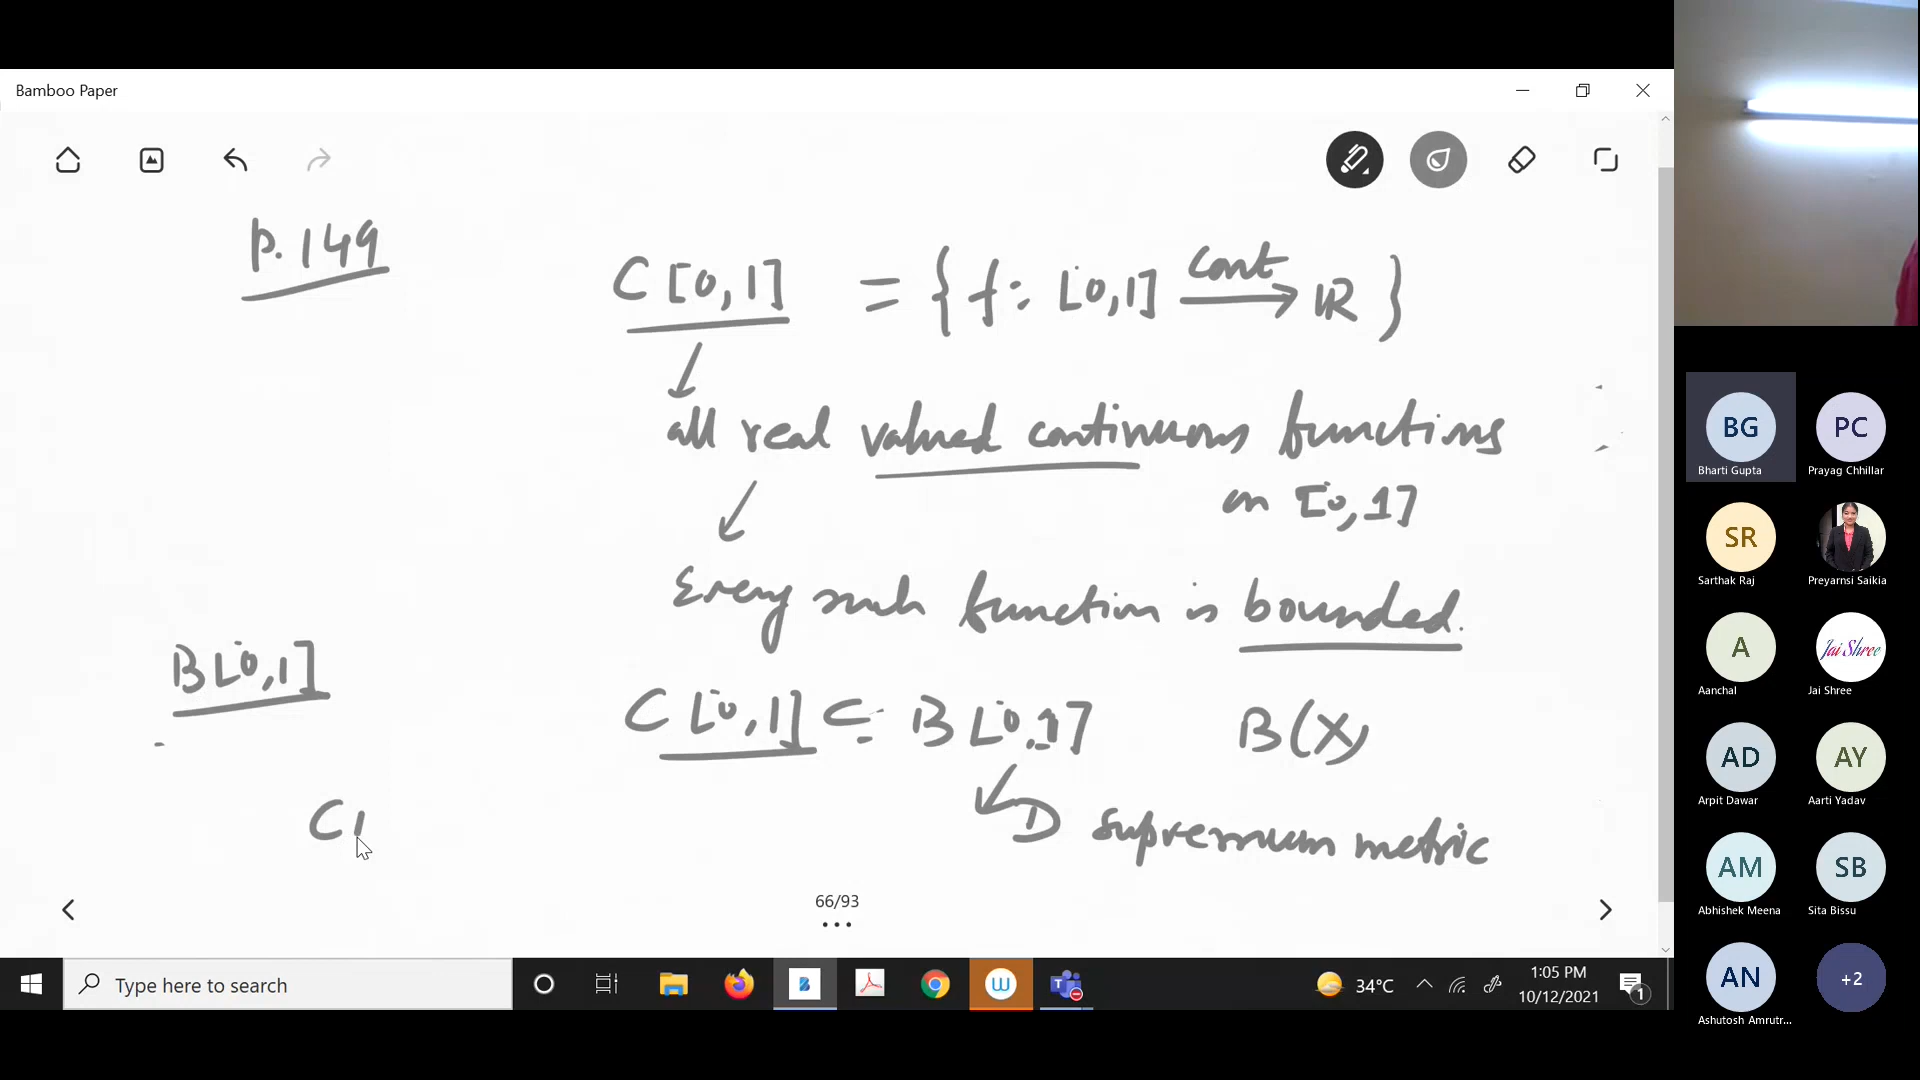 Bamboo Paper
P. 149
C[0,1] = { f: [0,1] cont → IR }
↓
all real valued continuous functions
on [0,1]
↓
Every such function is bounded.
B[0,1]
C[0,1] ⊆ B[0,1] B(X)
↙
D supremum metric
C[
66/93
•••
Type here to search
34°C
1:05 PM
10/12/2021
1
BG
Bharti Gupta
PC
Prayag Chhillar
SR
Sarthak Raj
Preyarnsi Saikia
A
Aanchal
Jai Shree
Jai Shree
AD
Arpit Dawar
AY
Aarti Yadav
AM
Abhishek Meena
SB
Sita Bissu
AN
Ashutosh Amrutr...
+2